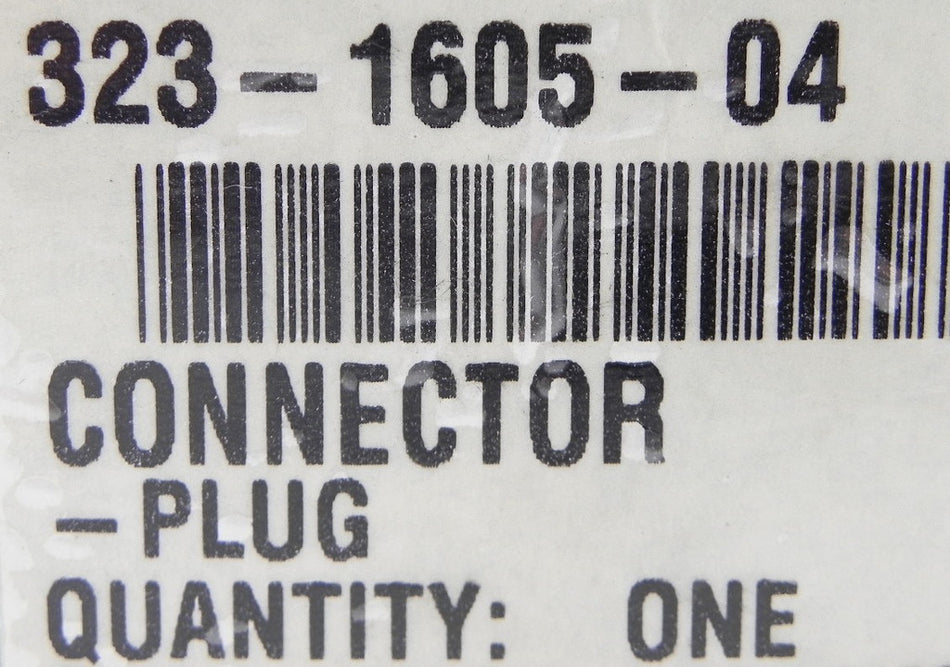 323-1605-04
CONNECTOR
-PLUG
QUANTITY: ONE